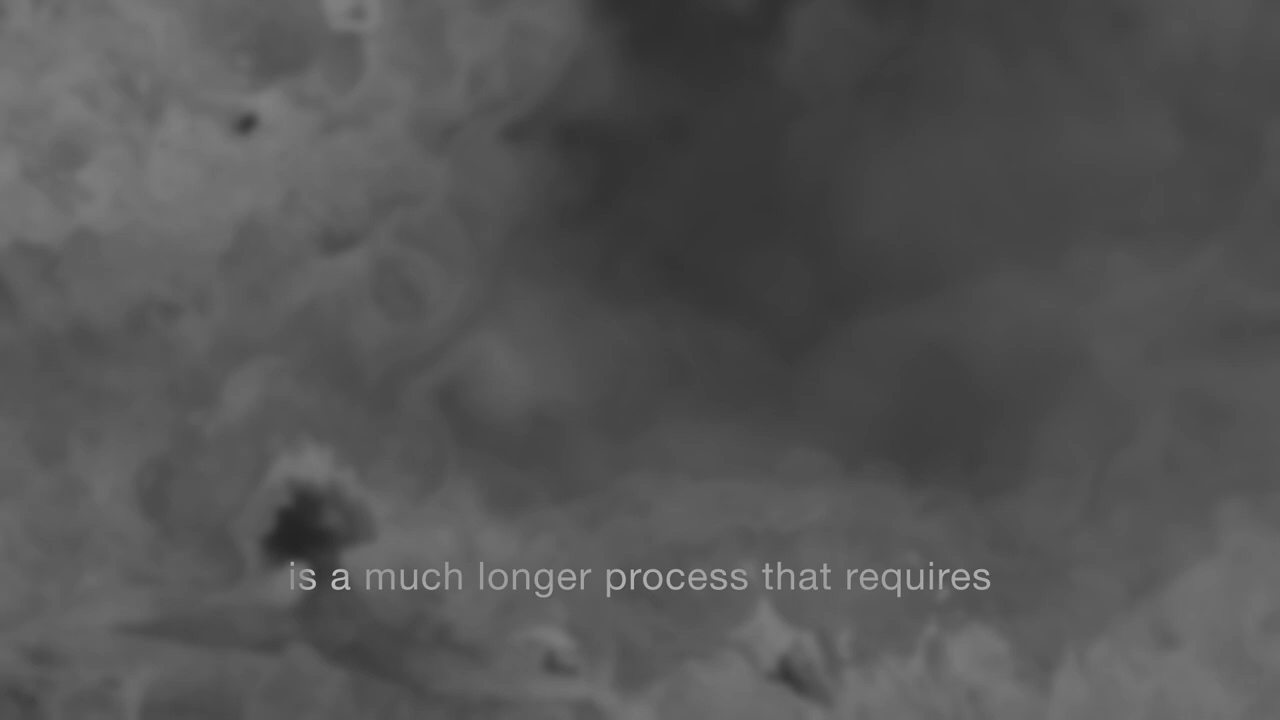 is a much longer process that requires